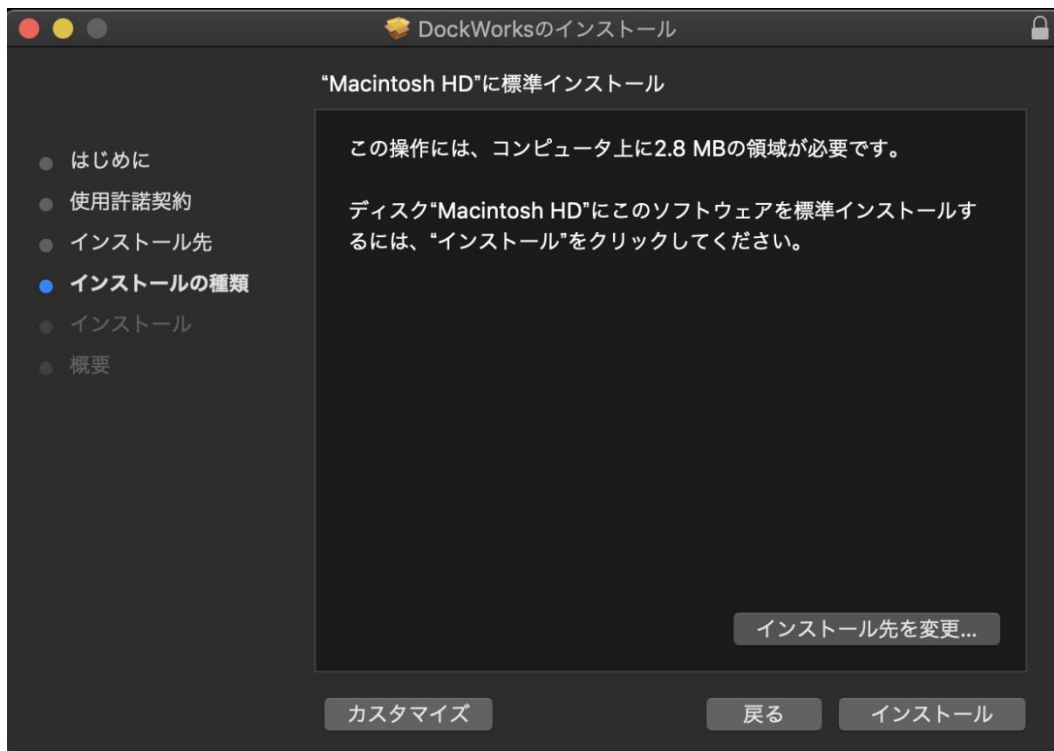 DockWorksのインストール
“Macintosh HD”に標準インストール
はじめに
使用許諾契約
インストール先
インストールの種類
インストール
概要
この操作には、コンピュータ上に2.8 MBの領域が必要です。
ディスク“Macintosh HD”にこのソフトウェアを標準インストールす
るには、“インストール”をクリックしてください。
インストール先を変更...
カスタマイズ
戻る
インストール